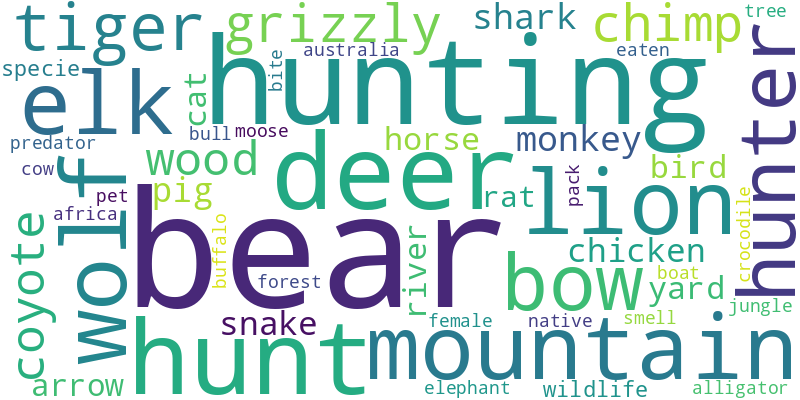 tiger
grizzly
shark
chimp
tree
specie
elk
cat
bite
australia
hunting
eaten
hunter
predator
bull
moose
horse
monkey
cow
wolf
wood
deer
bird
pet
pig
rat
lion
pack
africa
coyote
bear
buffalo
river
chicken
crocodile
forest
bow
boat
yard
snake
female
native
smell
jungle
hunt
mountain
arrow
elephant
wildlife
alligator